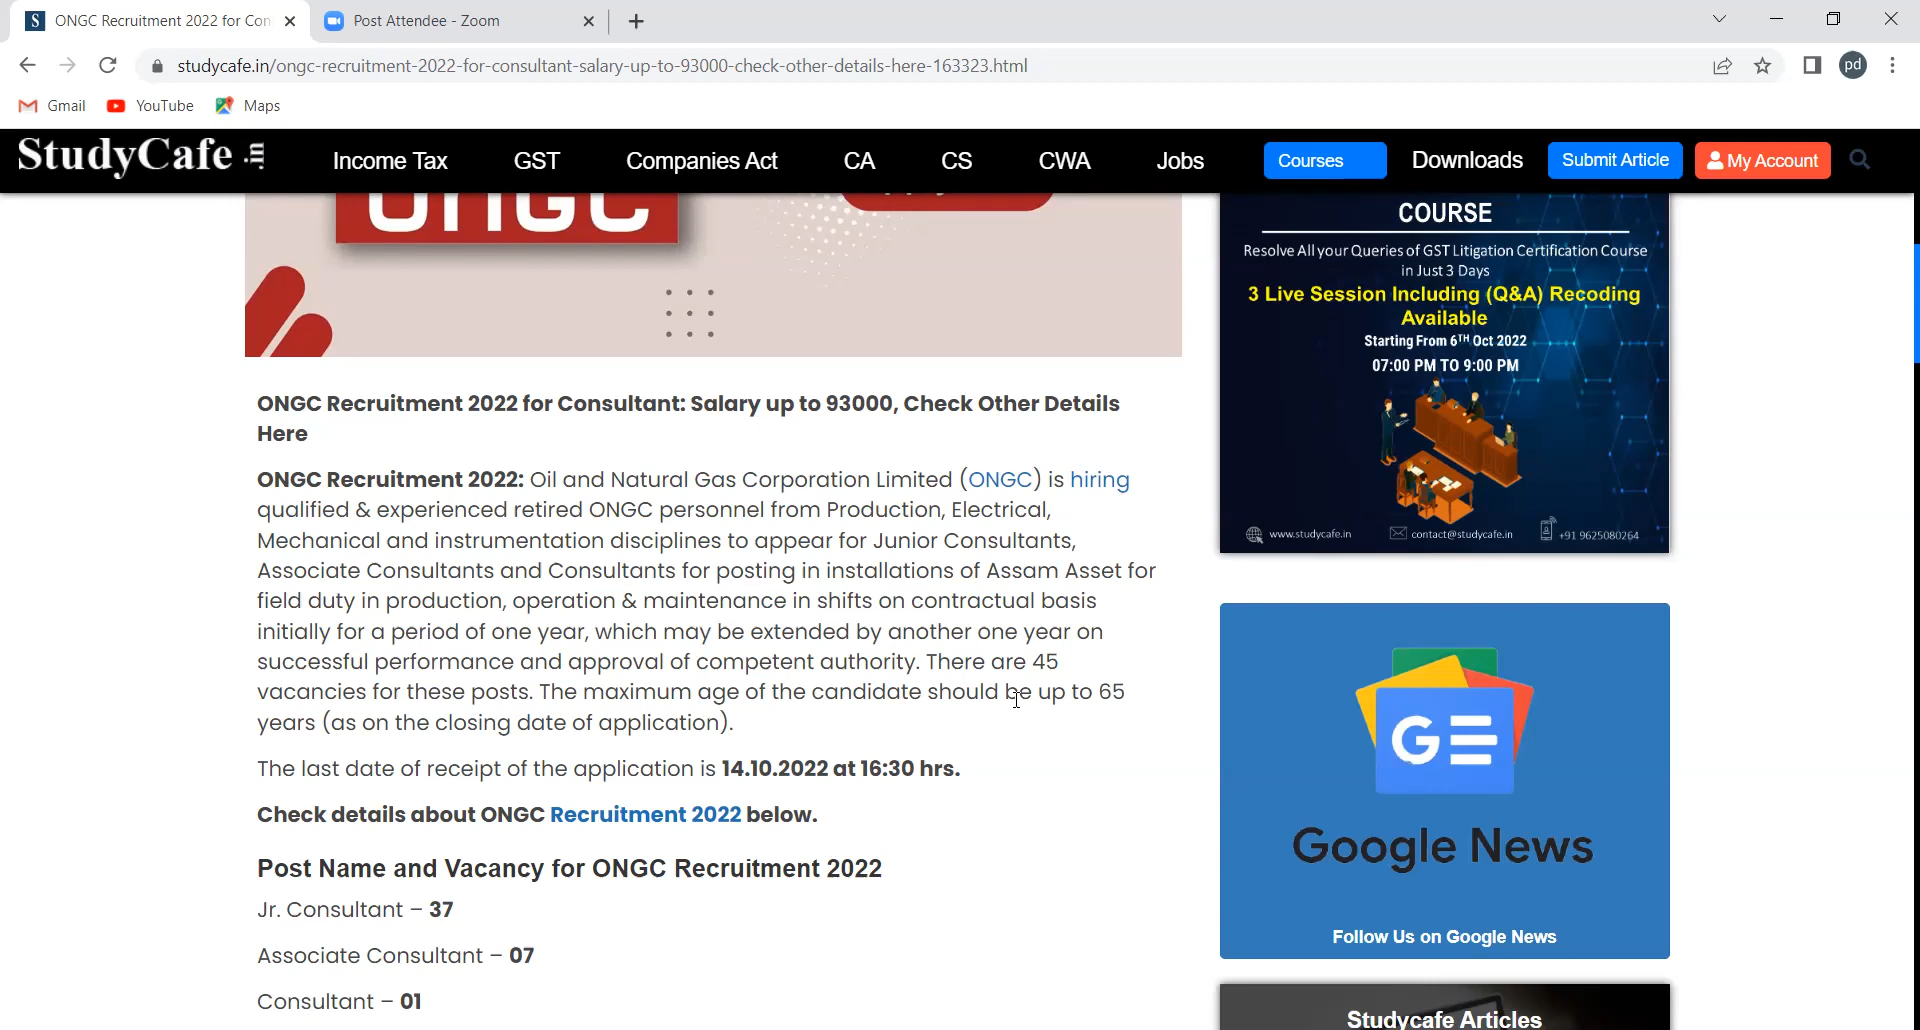 ONGC Recruitment 2022 for Con
Post Attendee - Zoom
studycafe.in/ongc-recruitment-2022-for-consultant-salary-up-to-93000-check-other-details-here-163323.html
pd
Gmail
YouTube
Maps
StudyCafe .in
Income Tax
GST
Companies Act
CA
CS
CWA
Jobs
Courses
Downloads
Submit Article
My Account
ONGC
ONGC Recruitment 2022 for Consultant: Salary up to 93000, Check Other Details
Here
ONGC Recruitment 2022: Oil and Natural Gas Corporation Limited (ONGC) is hiring
qualified & experienced retired ONGC personnel from Production, Electrical,
Mechanical and instrumentation disciplines to appear for Junior Consultants,
Associate Consultants and Consultants for posting in installations of Assam Asset for
field duty in production, operation & maintenance in shifts on contractual basis
initially for a period of one year, which may be extended by another one year on
successful performance and approval of competent authority. There are 45
vacancies for these posts. The maximum age of the candidate should be up to 65
years (as on the closing date of application).
The last date of receipt of the application is 14.10.2022 at 16:30 hrs.
Check details about ONGC Recruitment 2022 below.
Post Name and Vacancy for ONGC Recruitment 2022
Jr. Consultant – 37
Associate Consultant – 07
Consultant – 01
COURSE
Resolve All your Queries of GST Litigation Certification Course
in Just 3 Days
3 Live Session Including (Q&A) Recoding
Available
Starting From 6TH Oct 2022
07:00 PM TO 9:00 PM
www.studycafe.in
contact@studycafe.in
+91 9625080264
Google News
Follow Us on Google News
Studycafe Articles